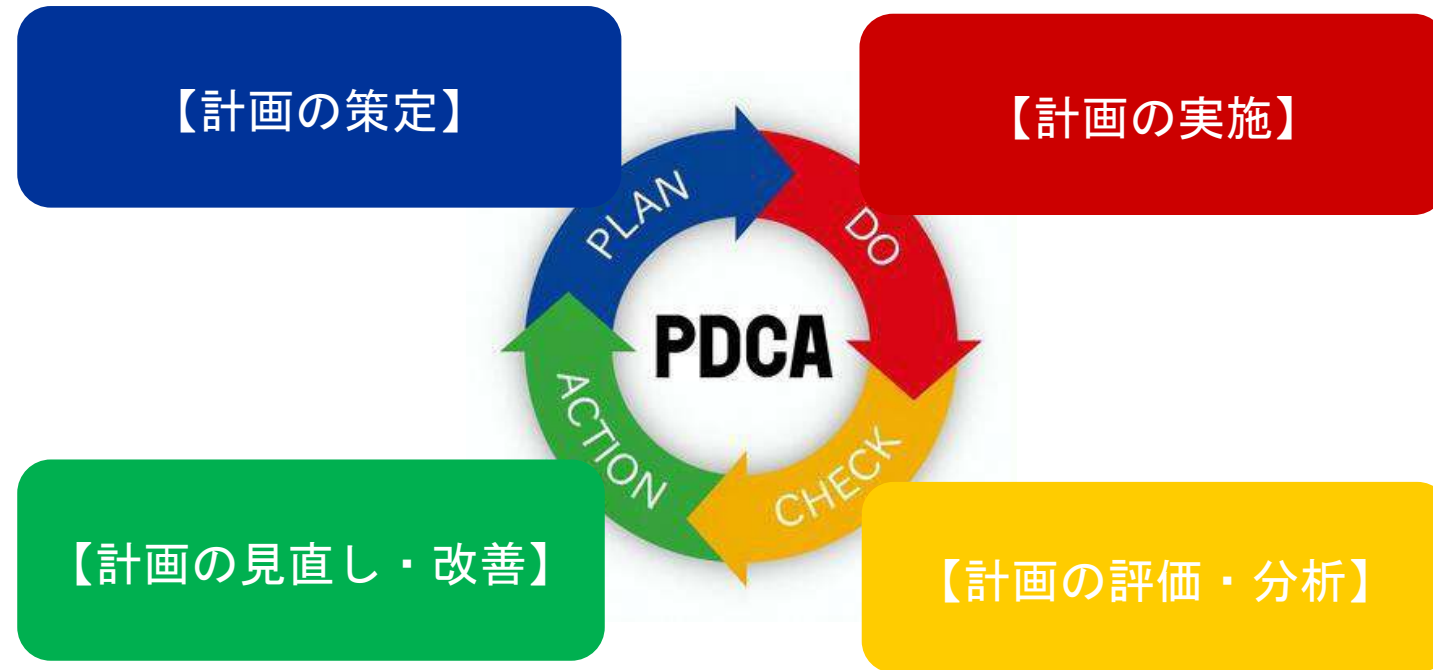 【計画の策定】
【計画の実施】
PLAN
DO
PDCA
ACTION
CHECK
【計画の見直し・改善】
【計画の評価・分析】